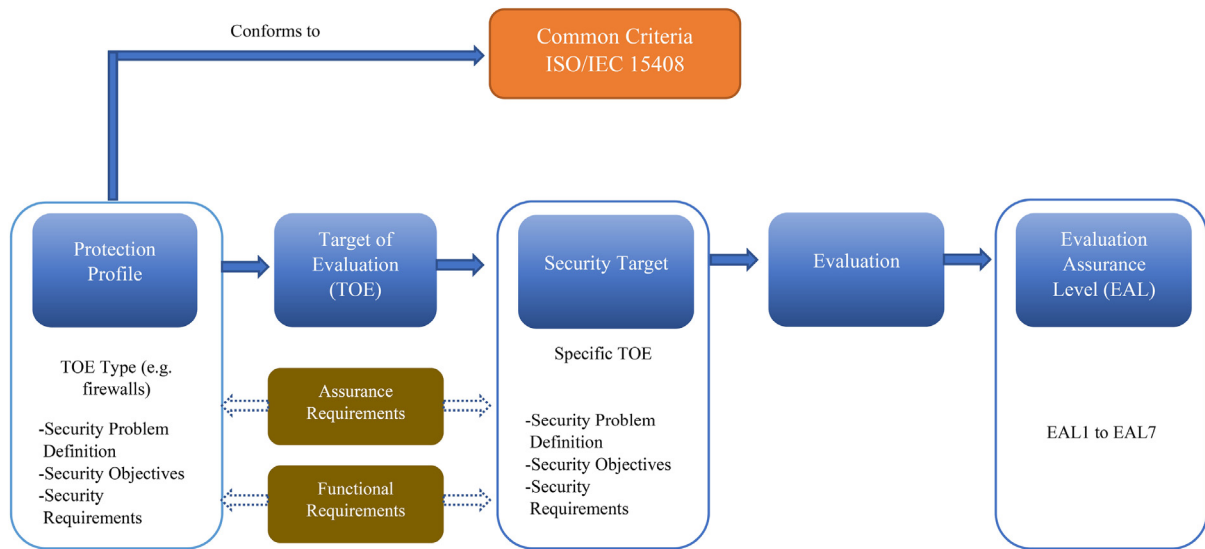 Conforms to
Common Criteria
ISO/IEC 15408
Protection
Profile
TOE Type (e.g.
firewalls)
-Security Problem
Definition
-Security Objectives
-Security
Requirements
Target of
Evaluation
(TOE)
Assurance
Requirements
Functional
Requirements
Security Target
Specific TOE
-Security Problem
Definition
-Security Objectives
-Security
Requirements
Evaluation
Evaluation
Assurance
Level (EAL)
EAL1 to EAL7